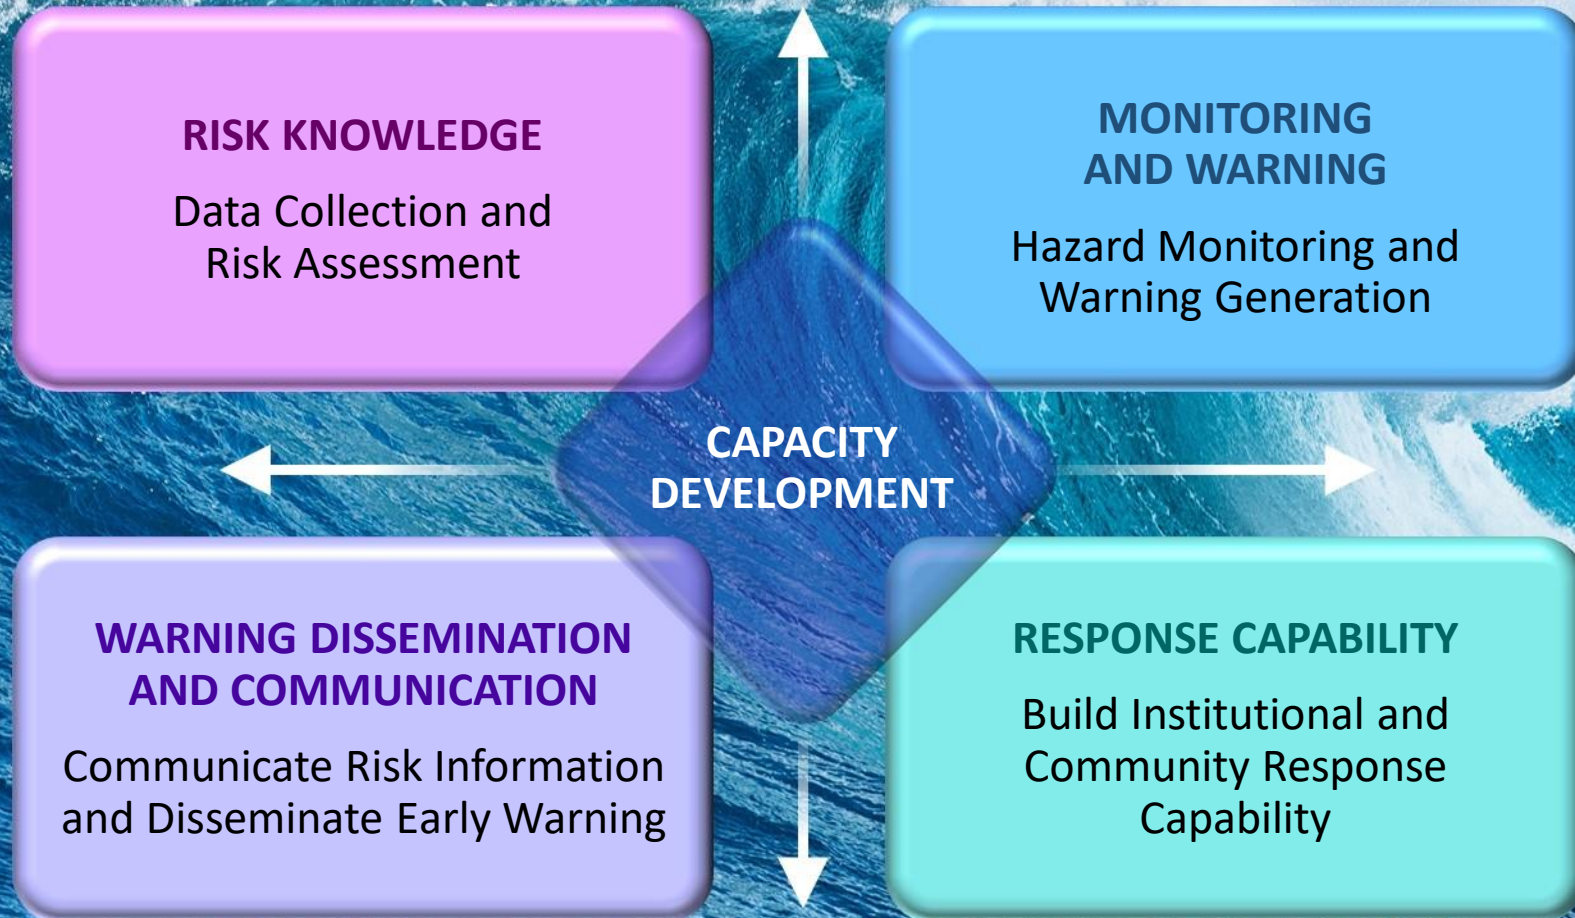 RISK KNOWLEDGE
Data Collection and
Risk Assessment
MONITORING
AND WARNING
Hazard Monitoring and
Warning Generation
CAPACITY
DEVELOPMENT
WARNING DISSEMINATION
AND COMMUNICATION
Communicate Risk Information
and Disseminate Early Warning
RESPONSE CAPABILITY
Build Institutional and
Community Response
Capability